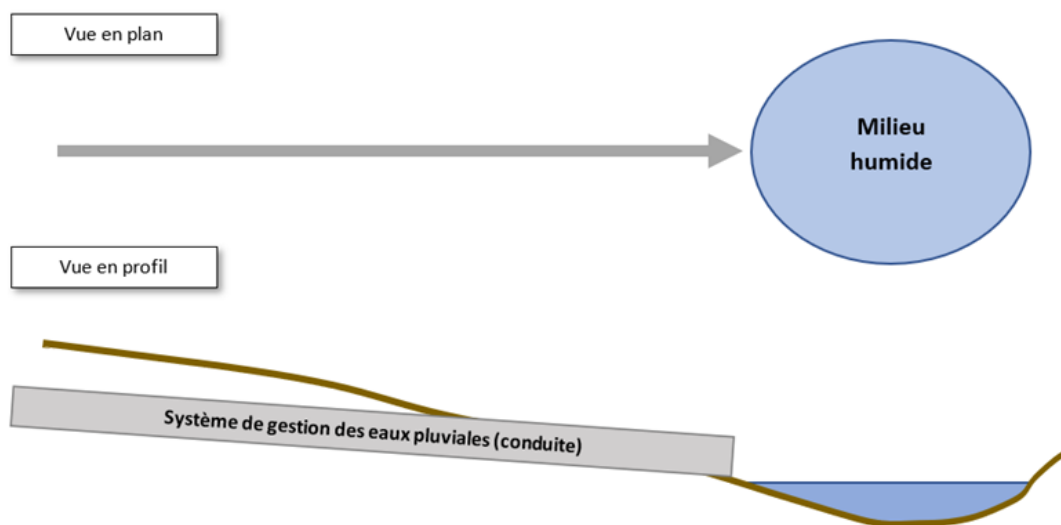 Vue en plan
Milieu
humide
Vue en profil
Système de gestion des eaux pluviales (conduite)